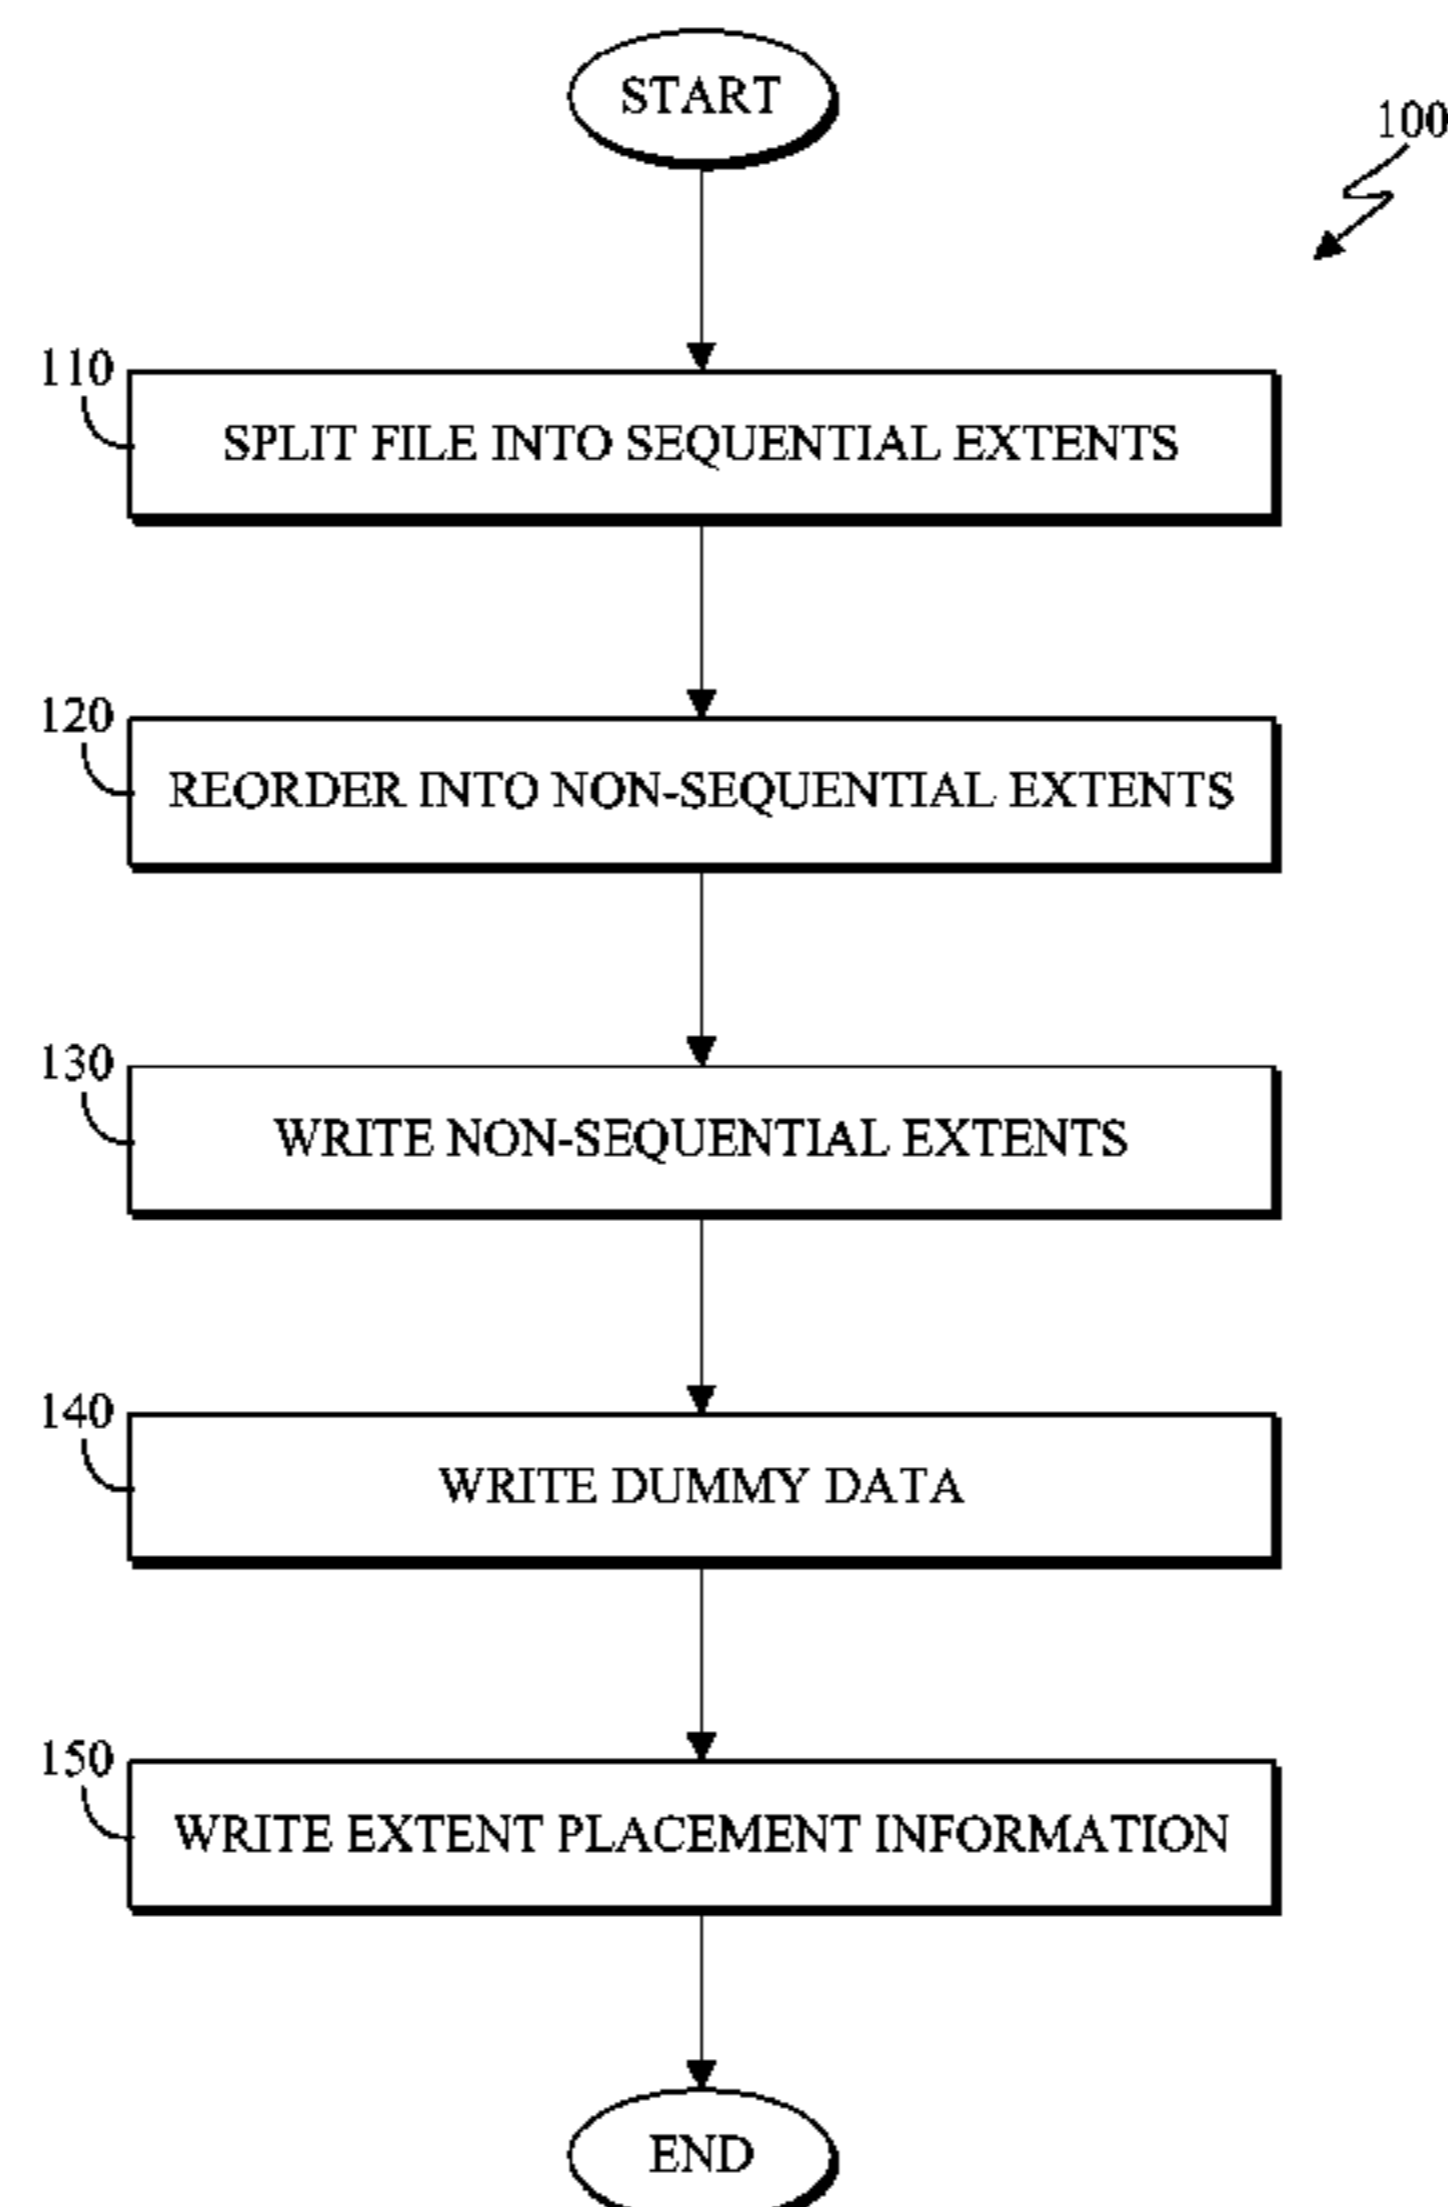 START
100
110
SPLIT FILE INTO SEQUENTIAL EXTENTS
120
REORDER INTO NON-SEQUENTIAL EXTENTS
130
WRITE NON-SEQUENTIAL EXTENTS
140
WRITE DUMMY DATA
150
WRITE EXTENT PLACEMENT INFORMATION
END